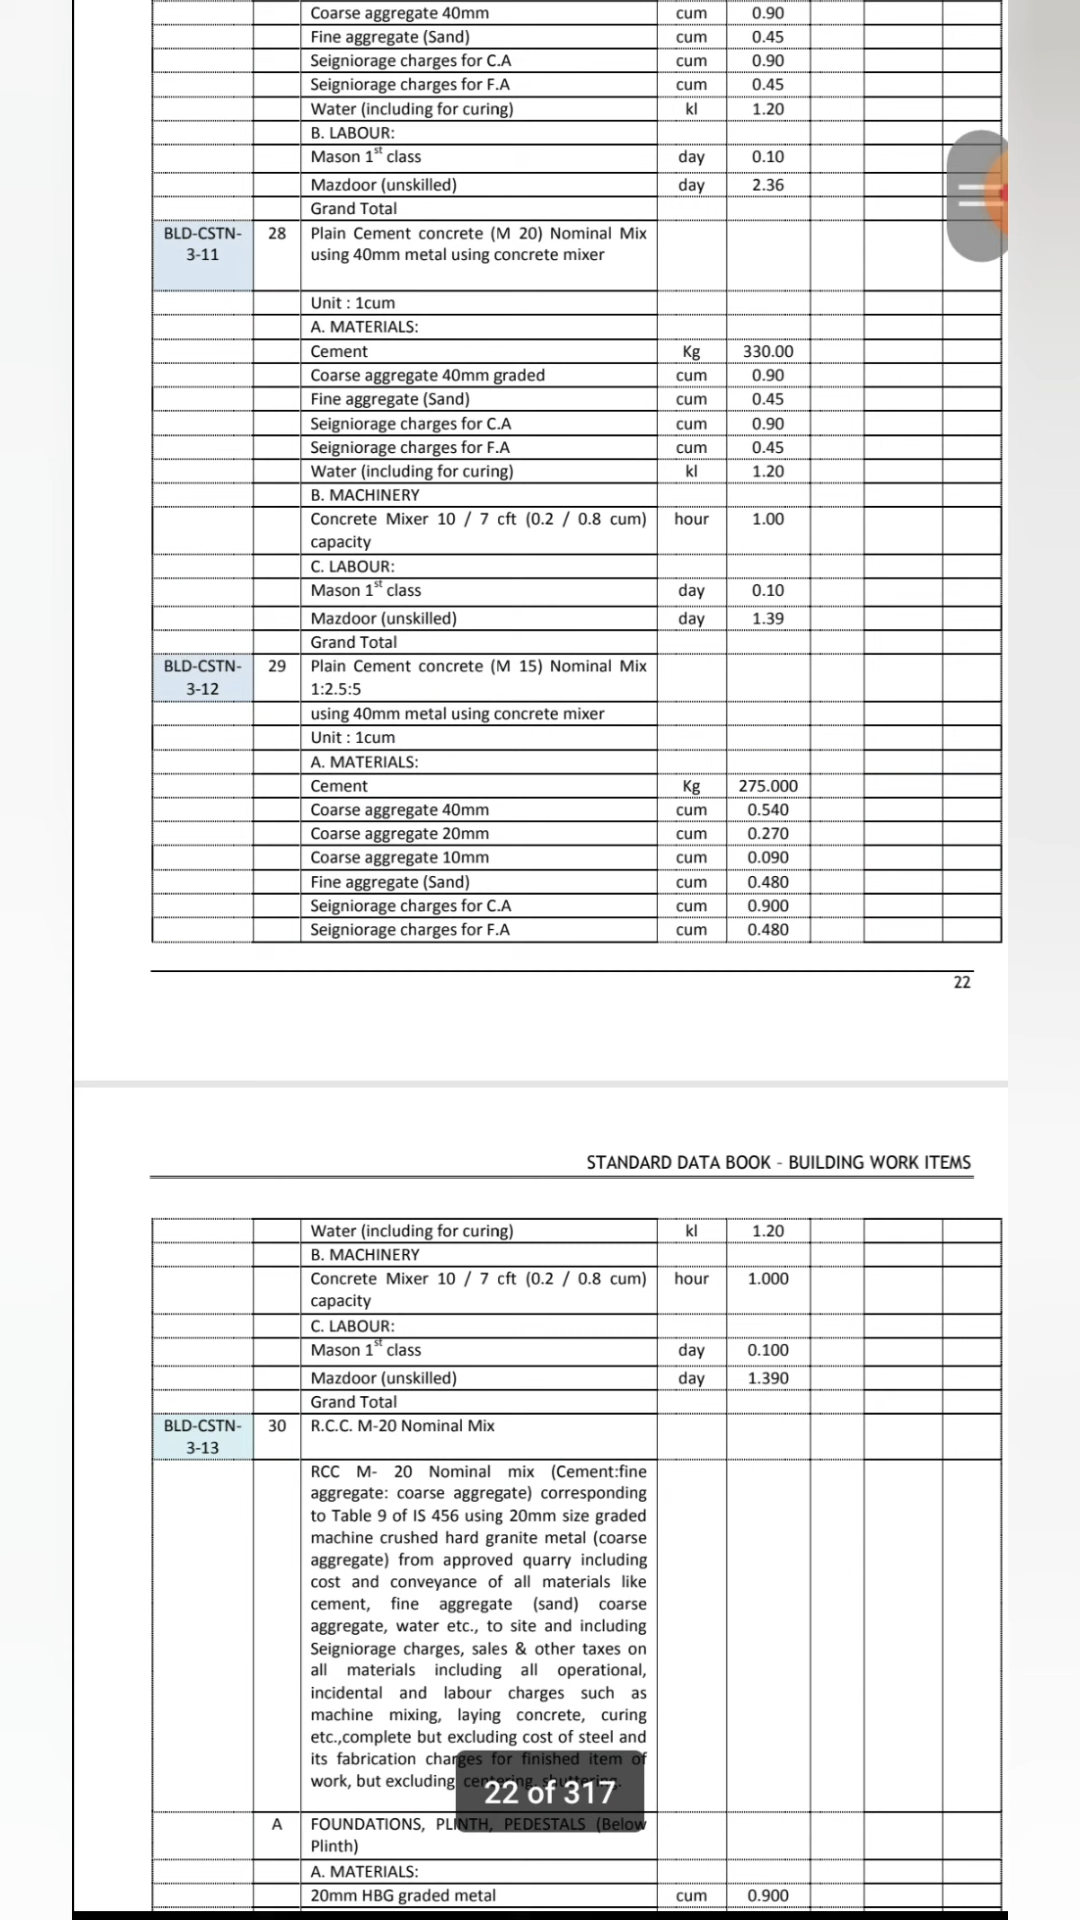 Coarse aggregate 40mm cum 0.90
Fine aggregate (Sand) cum 0.45
Seigniorage charges for C.A cum 0.90
Seigniorage charges for F.A cum 0.45
Water (including for curing) kl 1.20
B. LABOUR:
Mason 1st class day 0.10
Mazdoor (unskilled) day 2.36
Grand Total
BLD-CSTN- 28 Plain Cement concrete (M 20) Nominal Mix
3-11 using 40mm metal using concrete mixer
Unit : 1cum
A. MATERIALS:
Cement Kg 330.00
Coarse aggregate 40mm graded cum 0.90
Fine aggregate (Sand) cum 0.45
Seigniorage charges for C.A cum 0.90
Seigniorage charges for F.A cum 0.45
Water (including for curing) kl 1.20
B. MACHINERY
Concrete Mixer 10 / 7 cft (0.2 / 0.8 cum) hour 1.00
capacity
C. LABOUR:
Mason 1st class day 0.10
Mazdoor (unskilled) day 1.39
Grand Total
BLD-CSTN- 29 Plain Cement concrete (M 15) Nominal Mix
3-12 1:2.5:5
using 40mm metal using concrete mixer
Unit : 1cum
A. MATERIALS:
Cement Kg 275.000
Coarse aggregate 40mm cum 0.540
Coarse aggregate 20mm cum 0.270
Coarse aggregate 10mm cum 0.090
Fine aggregate (Sand) cum 0.480
Seigniorage charges for C.A cum 0.900
Seigniorage charges for F.A cum 0.480
22
STANDARD DATA BOOK - BUILDING WORK ITEMS
Water (including for curing) kl 1.20
B. MACHINERY
Concrete Mixer 10 / 7 cft (0.2 / 0.8 cum) hour 1.000
capacity
C. LABOUR:
Mason 1st class day 0.100
Mazdoor (unskilled) day 1.390
Grand Total
BLD-CSTN- 30 R.C.C. M-20 Nominal Mix
3-13
RCC M- 20 Nominal mix (Cement:fine
aggregate: coarse aggregate) corresponding
to Table 9 of IS 456 using 20mm size graded
machine crushed hard granite metal (coarse
aggregate) from approved quarry including
cost and conveyance of all materials like
cement, fine aggregate (sand) coarse
aggregate, water etc., to site and including
Seigniorage charges, sales & other taxes on
all materials including all operational,
incidental and labour charges such as
machine mixing, laying concrete, curing
etc.,complete but excluding cost of steel and
its fabrication charges for finished item of
work, but excluding centering, shuttering.
22 of 317
A FOUNDATIONS, PLINTH, PEDESTALS (Below
Plinth)
A. MATERIALS:
20mm HBG graded metal cum 0.900